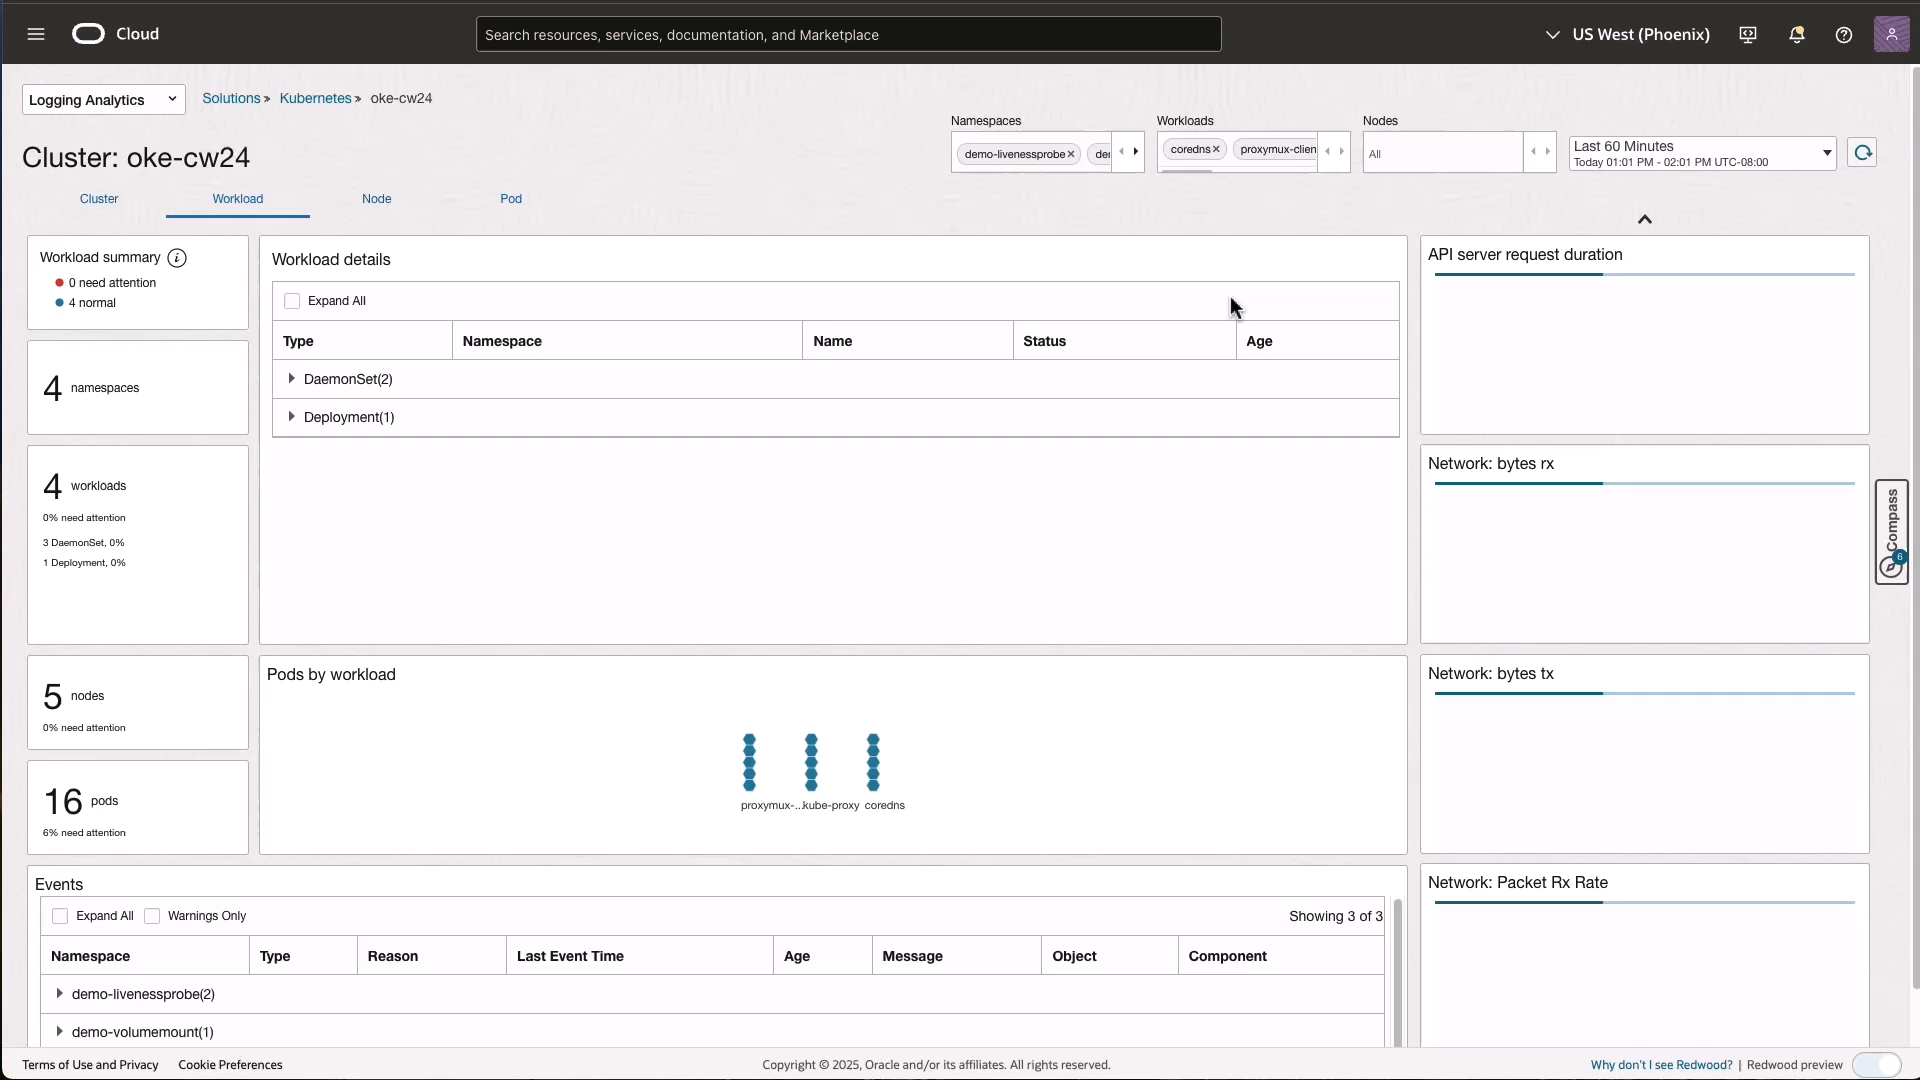 Cloud
Search resources, services, documentation, and Marketplace
US West (Phoenix)
Logging Analytics
Solutions » Kubernetes » oke-cw24
Cluster: oke-cw24
Namespaces
demo-livenessprobe × der
Workloads
coredns × proxymux-clien
Nodes
All
Last 60 Minutes
Today 01:01 PM - 02:01 PM UTC-08:00
Cluster Workload Node Pod
Workload summary i
0 need attention
4 normal
4 namespaces
4 workloads
0% need attention
3 DaemonSet, 0%
1 Deployment, 0%
5 nodes
0% need attention
16 pods
6% need attention
Workload details
Expand All
Type Namespace Name Status Age
DaemonSet(2)
Deployment(1)
Pods by workload
proxymux-... kube-proxy coredns
Events
Expand All Warnings Only Showing 3 of 3
Namespace Type Reason Last Event Time Age Message Object Component
demo-livenessprobe(2)
demo-volumemount(1)
API server request duration
Network: bytes rx
Network: bytes tx
Network: Packet Rx Rate
Compass
6
Terms of Use and Privacy Cookie Preferences Copyright © 2025, Oracle and/or its affiliates. All rights reserved. Why don't I see Redwood? | Redwood preview